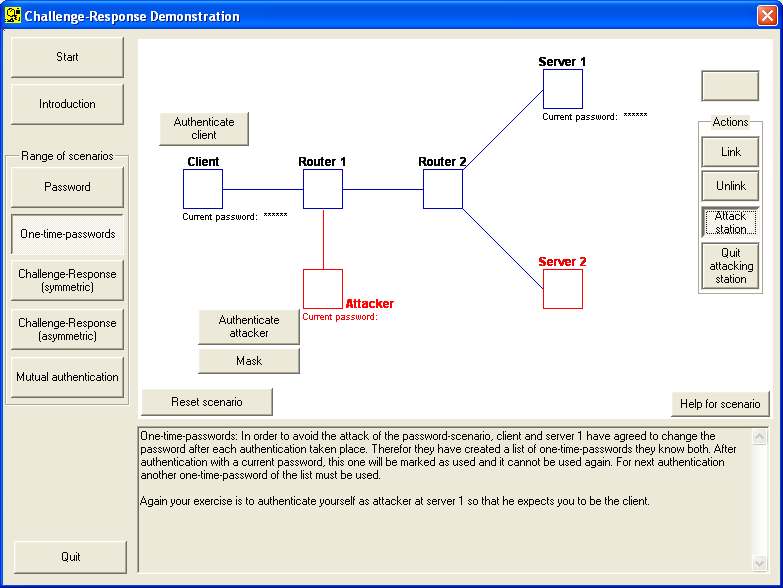 Challenge-Response Demonstration
Start
Introduction
Range of scenarios
Password
One-time-passwords
Challenge-Response
(symmetric)
Challenge-Response
(asymmetric)
Mutual authentication
Quit
Authenticate
client
Client
Current password: ******
Router 1
Router 2
Server 1
Current password: ******
Server 2
Attacker
Current password:
Authenticate
attacker
Mask
Reset scenario
Help for scenario
Actions
Link
Unlink
Attack
station
Quit
attacking
station
One-time-passwords: In order to avoid the attack of the password-scenario, client and server 1 have agreed to change the
password after each authentication taken place. Therefor they have created a list of one-time-passwords they know both. After
authentication with a current password, this one will be marked as used and it cannot be used again. For next authentication
another one-time-password of the list must be used.
Again your exercise is to authenticate yourself as attacker at server 1 so that he expects you to be the client.